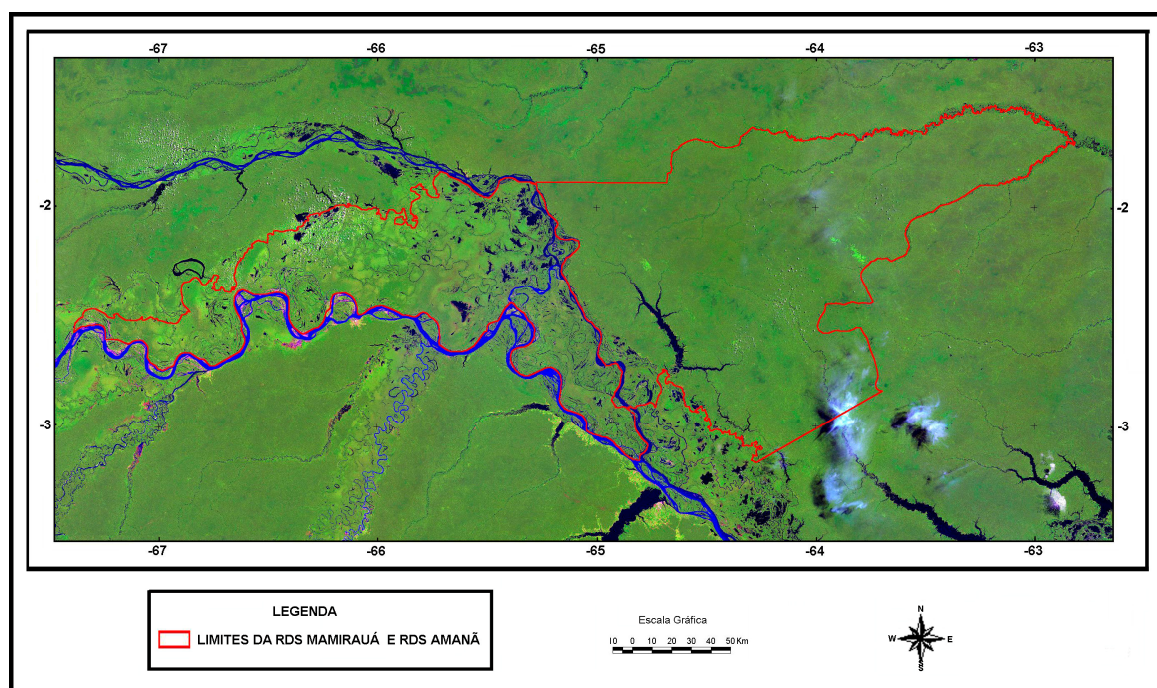 -67 -66 -65 -64 -63
-2 -2
-3 -3
-67 -66 -65 -64 -63
LEGENDA
LIMITES DA RDS MAMIRAUÁ E RDS AMANÃ
Escala Gráfica
10 0 10 20 30 40 50 Km
N
W E
S